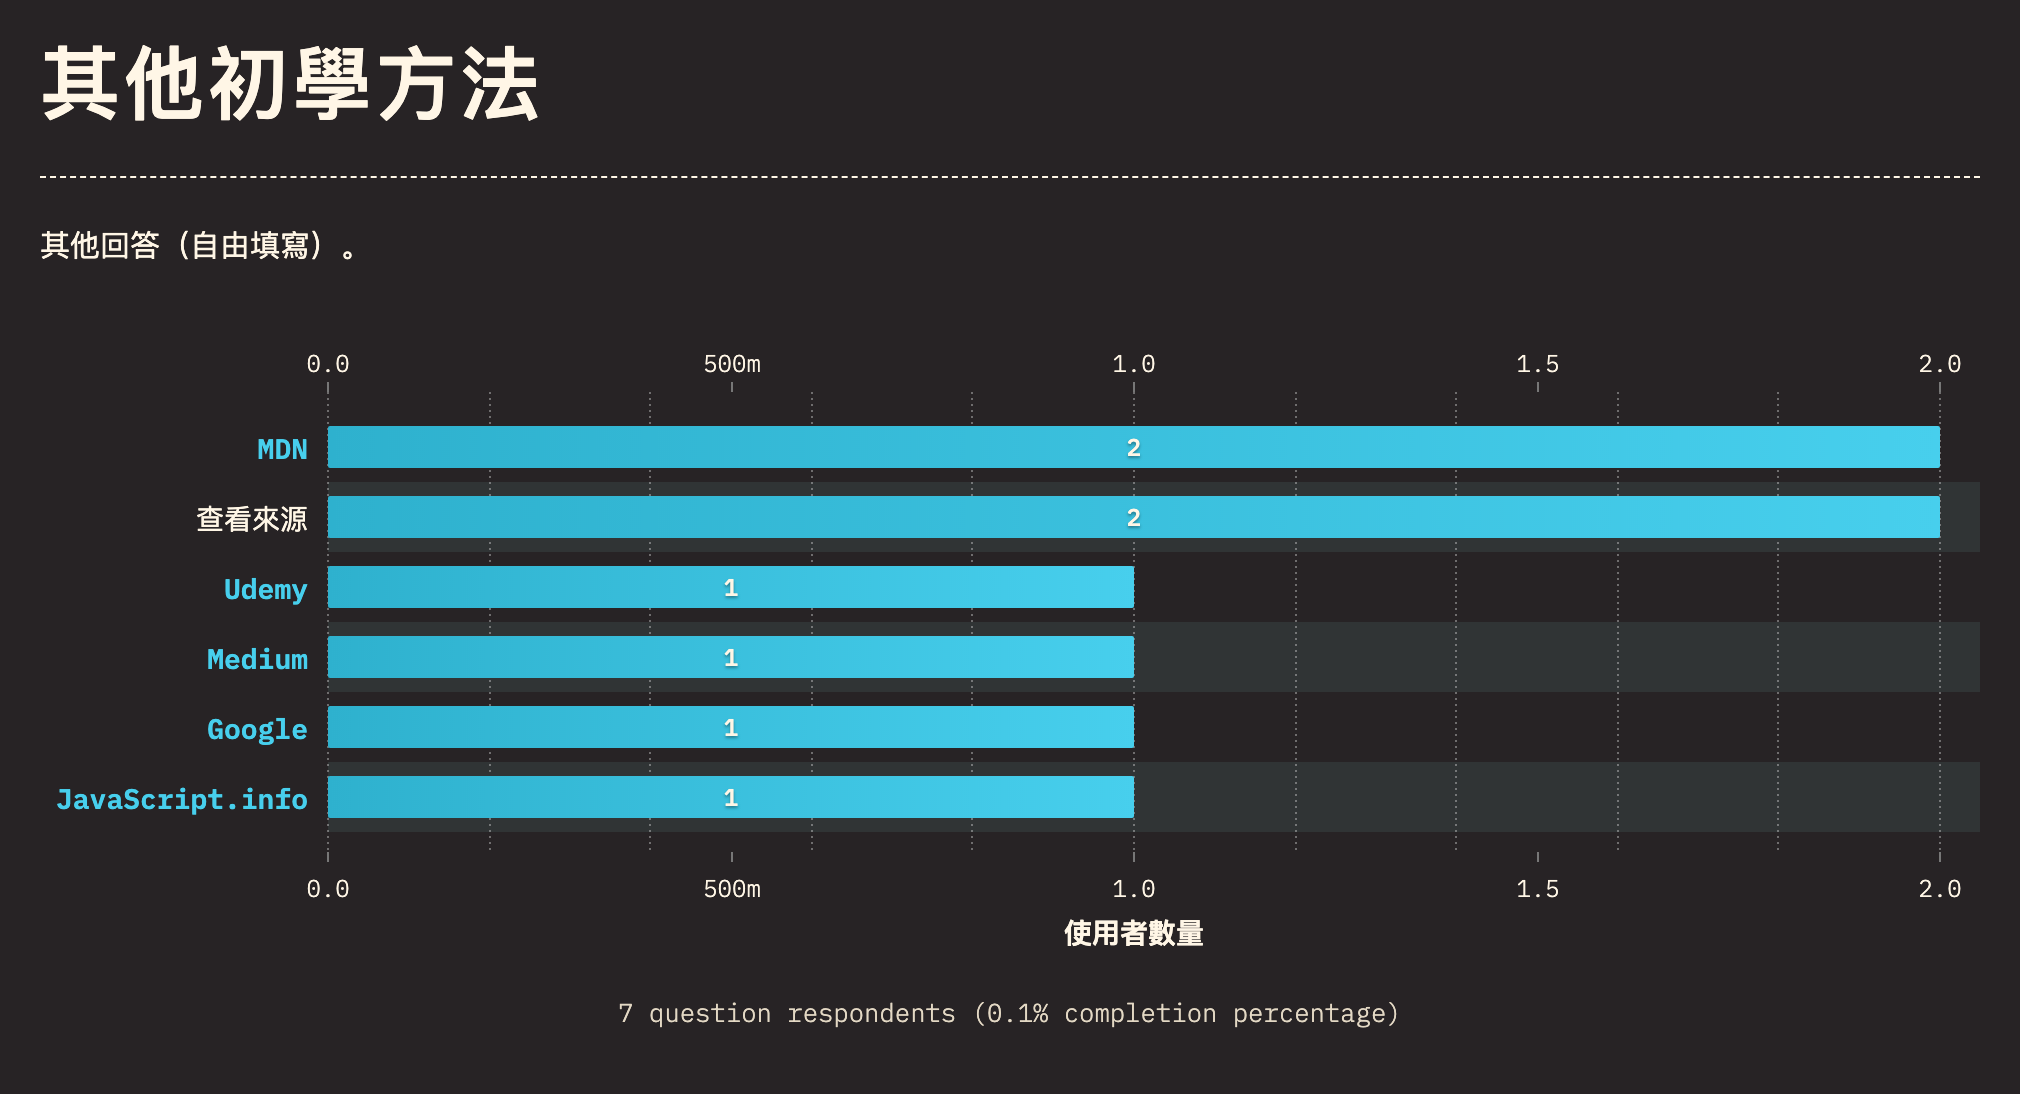 其他初學方法
其他回答（自由填寫）。
0.0 500m 1.0 1.5 2.0
MDN 2
查看來源 2
Udemy 1
Medium 1
Google 1
JavaScript.info 1
0.0 500m 1.0 1.5 2.0
使用者數量
7 question respondents (0.1% completion percentage)